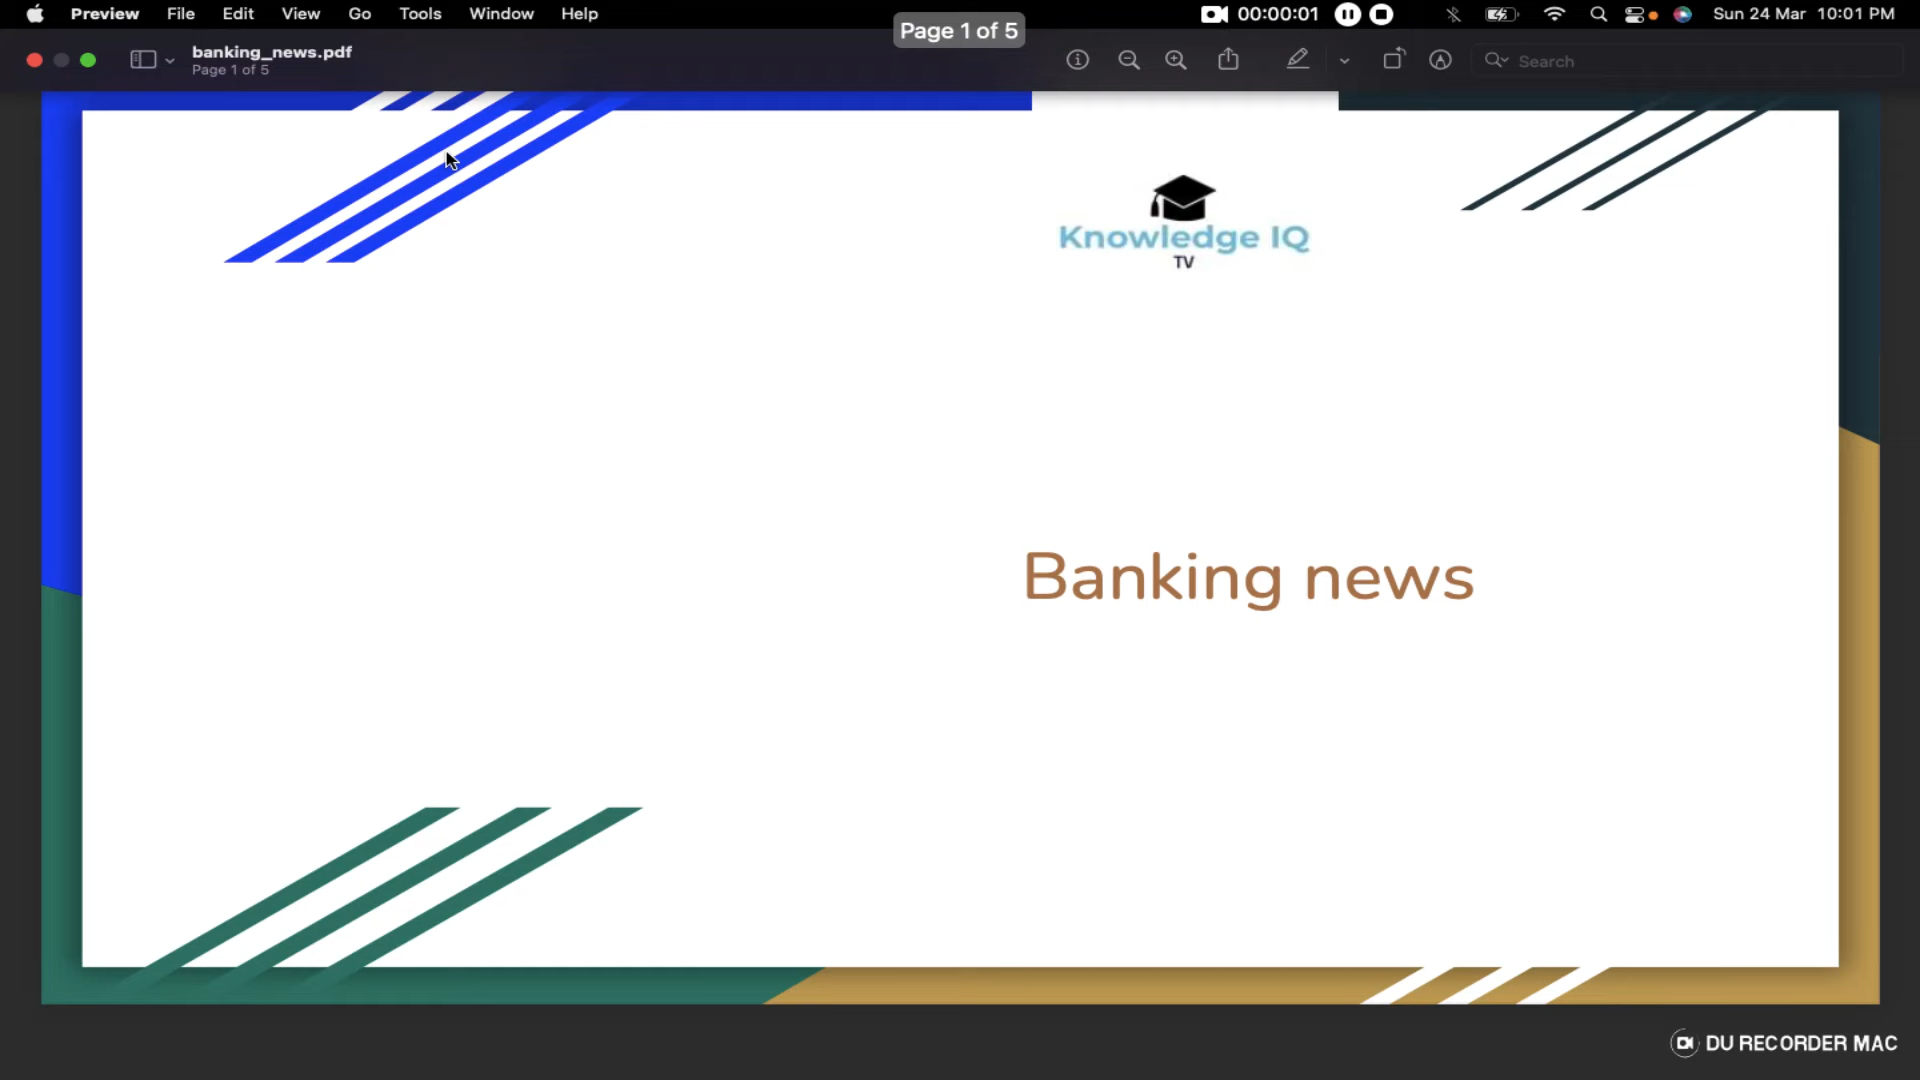 Preview File Edit View Go Tools Window Help
00:00:01
Sun 24 Mar 10:01 PM
Page 1 of 5
banking_news.pdf
Page 1 of 5
Search
Knowledge IQ
TV
Banking news
DU RECORDER MAC